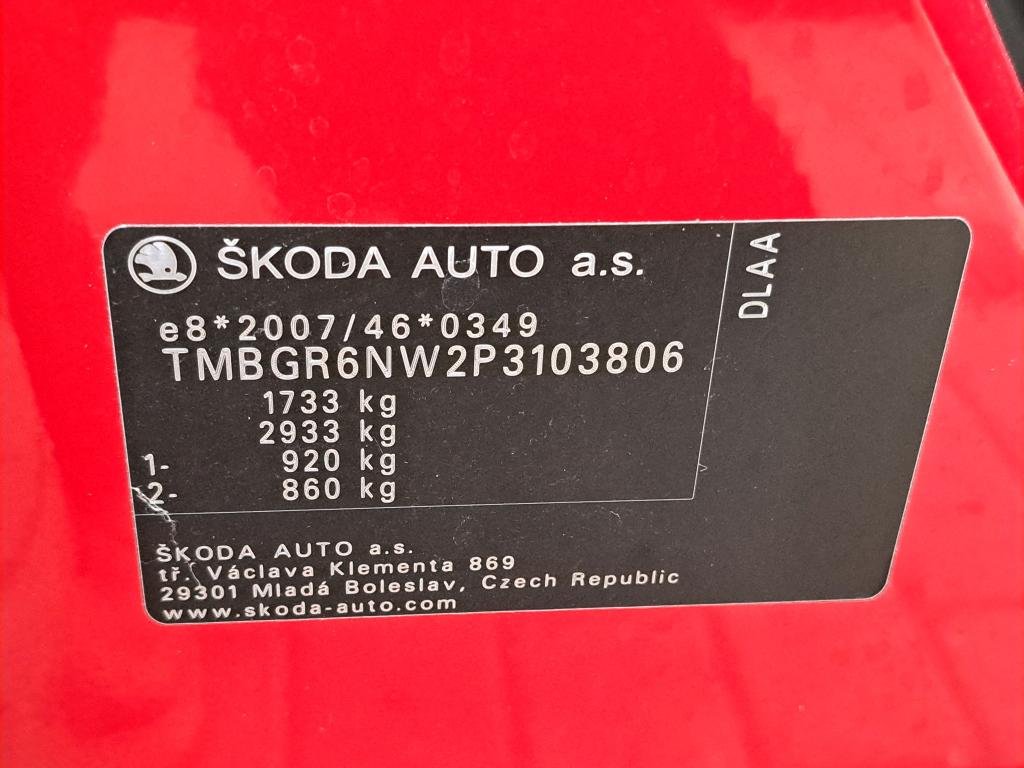 ŠKODA AUTO a.s.
DLAA
e8*2007/46*0349
TMBGR6NW2P3103806
1733 kg
2933 kg
1- 920 kg
2- 860 kg
ŠKODA AUTO a.s.
tř. Václava Klementa 869
29301 Mladá Boleslav, Czech Republic
www.skoda-auto.com